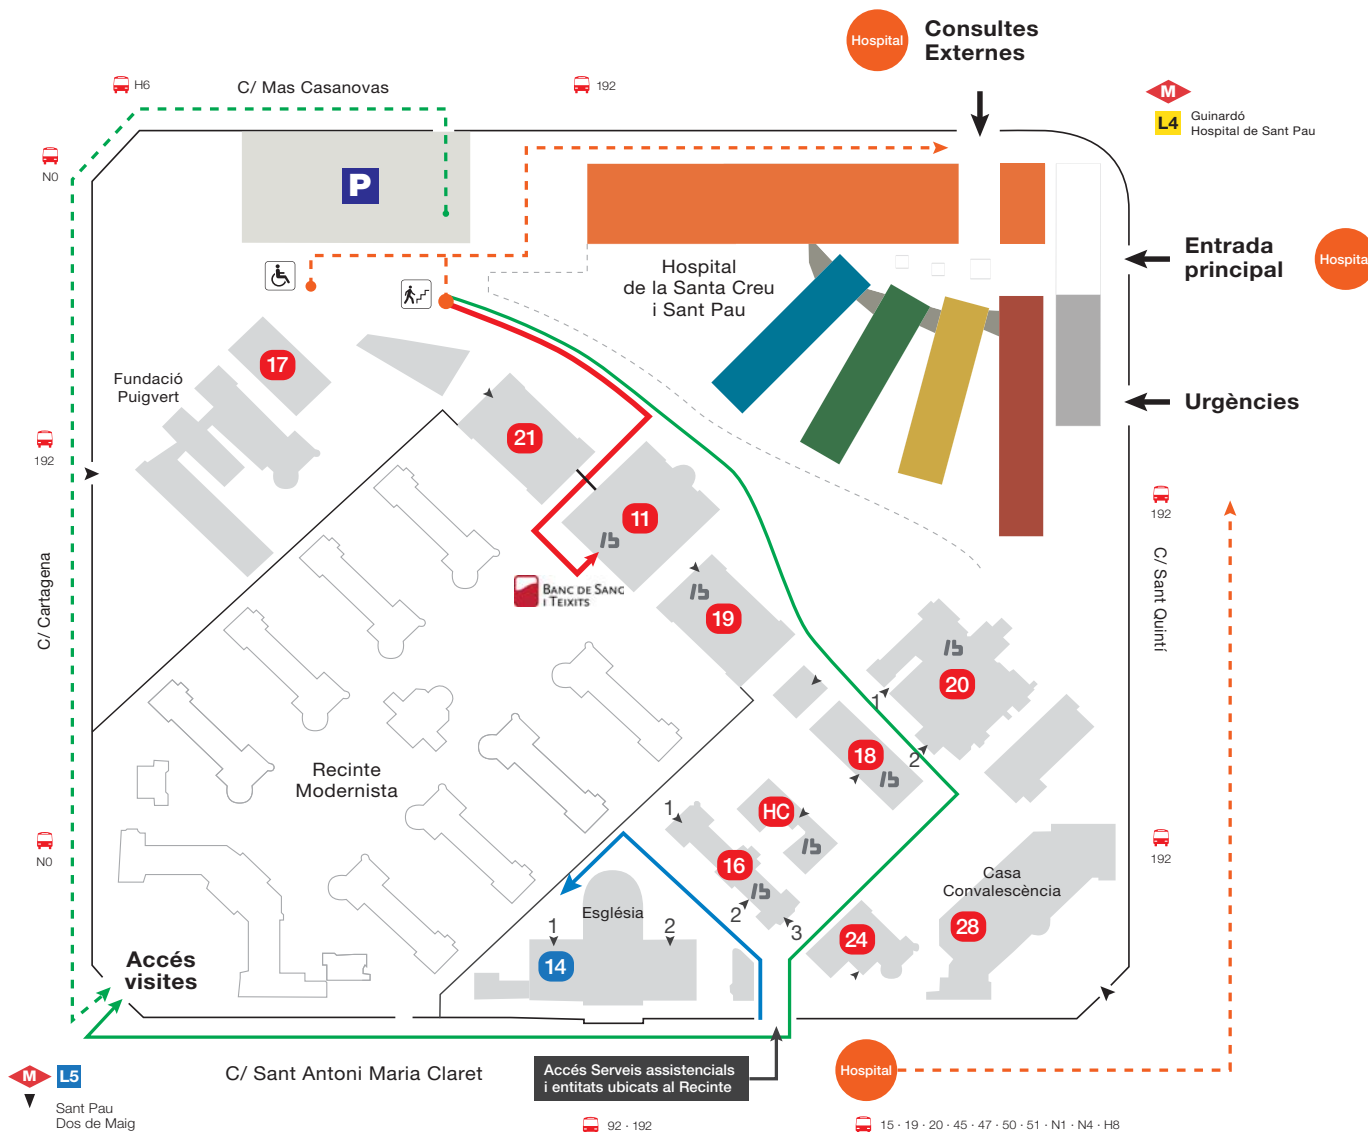 Hospital
Consultes
Externes
H6
C/ Mas Casanovas
192
M
L4
Guinardó
Hospital de Sant Pau
N0
P
Entrada
principal
Hospital
Hospital
de la Santa Creu
i Sant Pau
17
Fundació
Puigvert
Urgències
21
192
11
192
C/ Cartagena
C/ Sant Quintí
Banc de Sang
i Teixits
19
20
1
2
18
Recinte
Modernista
HC
1
16
N0
192
Casa
Convalescència
Església
2
3
28
1
2
24
14
Accés
visites
M
L5
Sant Pau
Dos de Maig
C/ Sant Antoni Maria Claret
Accés Serveis assistencials
i entitats ubicats al Recinte
Hospital
92 · 192
15 · 19 · 20 · 45 · 47 · 50 · 51 · N1 · N4 · H8